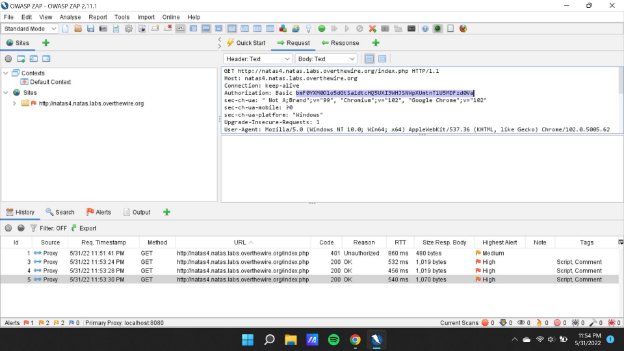 OWASP ZAP - OWASP ZAP 2.11.1
File Edit View Analyse Report Tools Import Online Help
Standard Mode
Sites
Quick Start Request Response
Header: Text Body: Text
Contexts
Default Context
Sites
http://natas4.natas.labs.overthewire.org
GET http://natas4.natas.labs.overthewire.org/index.php HTTP/1.1
Host: natas4.natas.labs.overthewire.org
Connection: keep-alive
Authorization: Basic
sec-ch-ua: " Not A;Brand";v="99", "Chromium";v="102", "Google Chrome";v="102"
sec-ch-ua-mobile: ?0
sec-ch-ua-platform: "Windows"
Upgrade-Insecure-Requests: 1
User-Agent: Mozilla/5.0 (Windows NT 10.0; Win64; x64) AppleWebKit/537.36 (KHTML, like Gecko) Chrome/102.0.5005.62
History Search Alerts Output
Filter: OFF Export
Id Source Req. Timestamp Method URL Code Reason RTT Size Resp. Body Highest Alert Note Tags
1 Proxy 5/31/22 11:51:41 PM GET http://natas4.natas.labs.overthewire.org/index.php 401 Unauthorized 860 ms 480 bytes Medium
3 Proxy 5/31/22 11:53:24 PM GET http://natas4.natas.labs.overthewire.org/index.php 200 OK 532 ms 1,019 bytes High Script, Comment
4 Proxy 5/31/22 11:53:28 PM GET http://natas4.natas.labs.overthewire.org/index.php 200 OK 456 ms 1,019 bytes High Script, Comment
5 Proxy 5/31/22 11:53:30 PM GET http://natas4.natas.labs.overthewire.org/index.php 200 OK 540 ms 1,070 bytes High Script, Comment
Alerts 1 2 2 0 Primary Proxy: localhost:8080 Current Scans 0 0 0 0 0 0 0 0
11:54 PM
5/31/2022